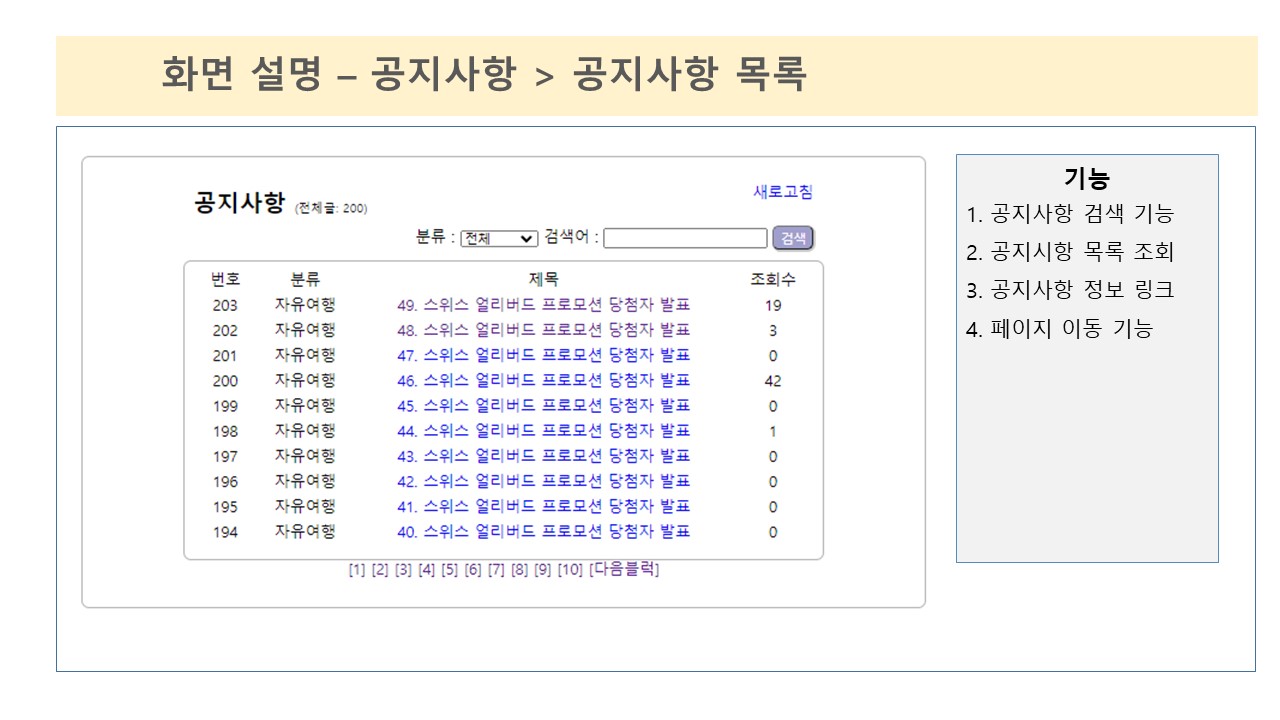 화면 설명 – 공지사항 > 공지사항 목록
공지사항 (전체글: 200)
새로고침
분류 : 전체 검색어 : 검색
번호 분류 제목 조회수
203 자유여행 49. 스위스 얼리버드 프로모션 당첨자 발표 19
202 자유여행 48. 스위스 얼리버드 프로모션 당첨자 발표 3
201 자유여행 47. 스위스 얼리버드 프로모션 당첨자 발표 0
200 자유여행 46. 스위스 얼리버드 프로모션 당첨자 발표 42
199 자유여행 45. 스위스 얼리버드 프로모션 당첨자 발표 0
198 자유여행 44. 스위스 얼리버드 프로모션 당첨자 발표 1
197 자유여행 43. 스위스 얼리버드 프로모션 당첨자 발표 0
196 자유여행 42. 스위스 얼리버드 프로모션 당첨자 발표 0
195 자유여행 41. 스위스 얼리버드 프로모션 당첨자 발표 0
194 자유여행 40. 스위스 얼리버드 프로모션 당첨자 발표 0
[1] [2] [3] [4] [5] [6] [7] [8] [9] [10] [다음블럭]
기능
1. 공지사항 검색 기능
2. 공지시항 목록 조회
3. 공지사항 정보 링크
4. 페이지 이동 기능